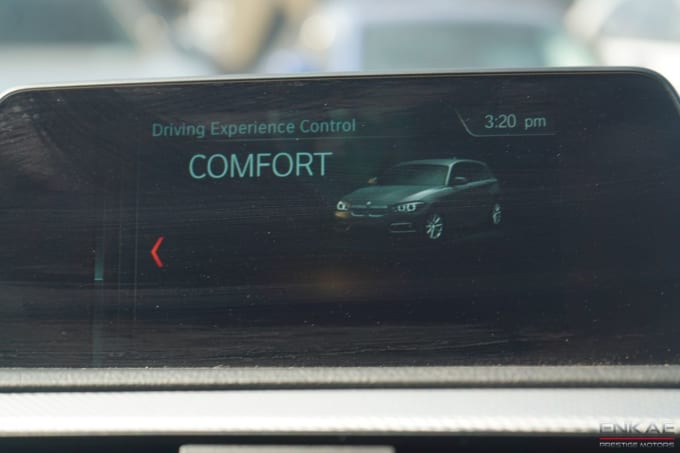 Driving Experience Control
3:20 pm
COMFORT
ENKAE
PRESTIGE MOTORS